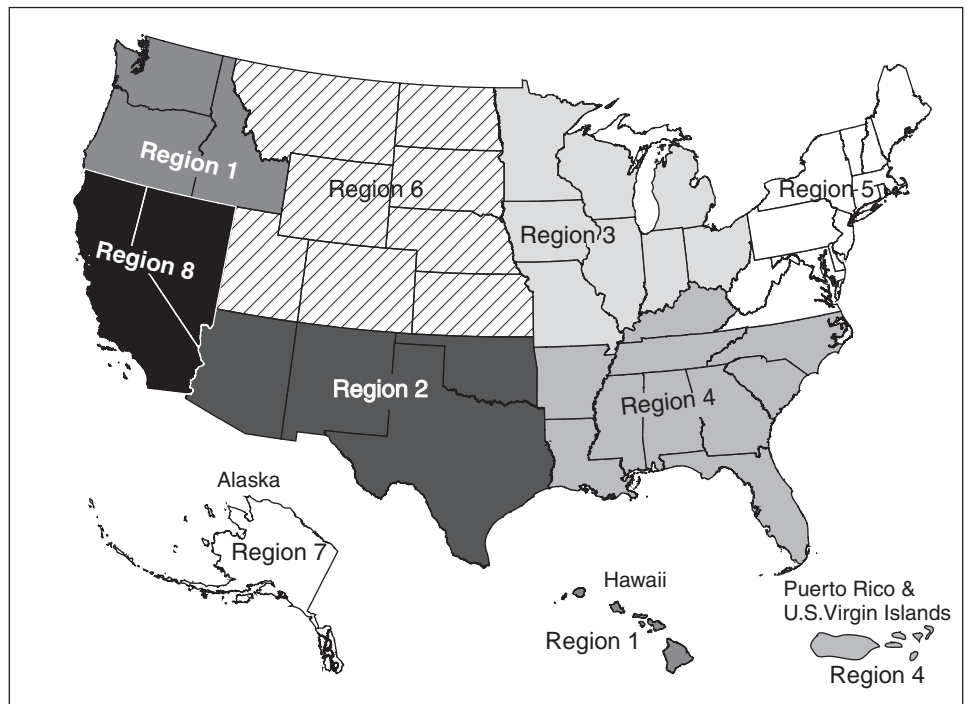 Region 1
Region 6
Region 5
Region 3
Region 8
Region 2
Region 4
Alaska
Region 7
Hawaii
Region 1
Puerto Rico &
U.S.Virgin Islands
Region 4